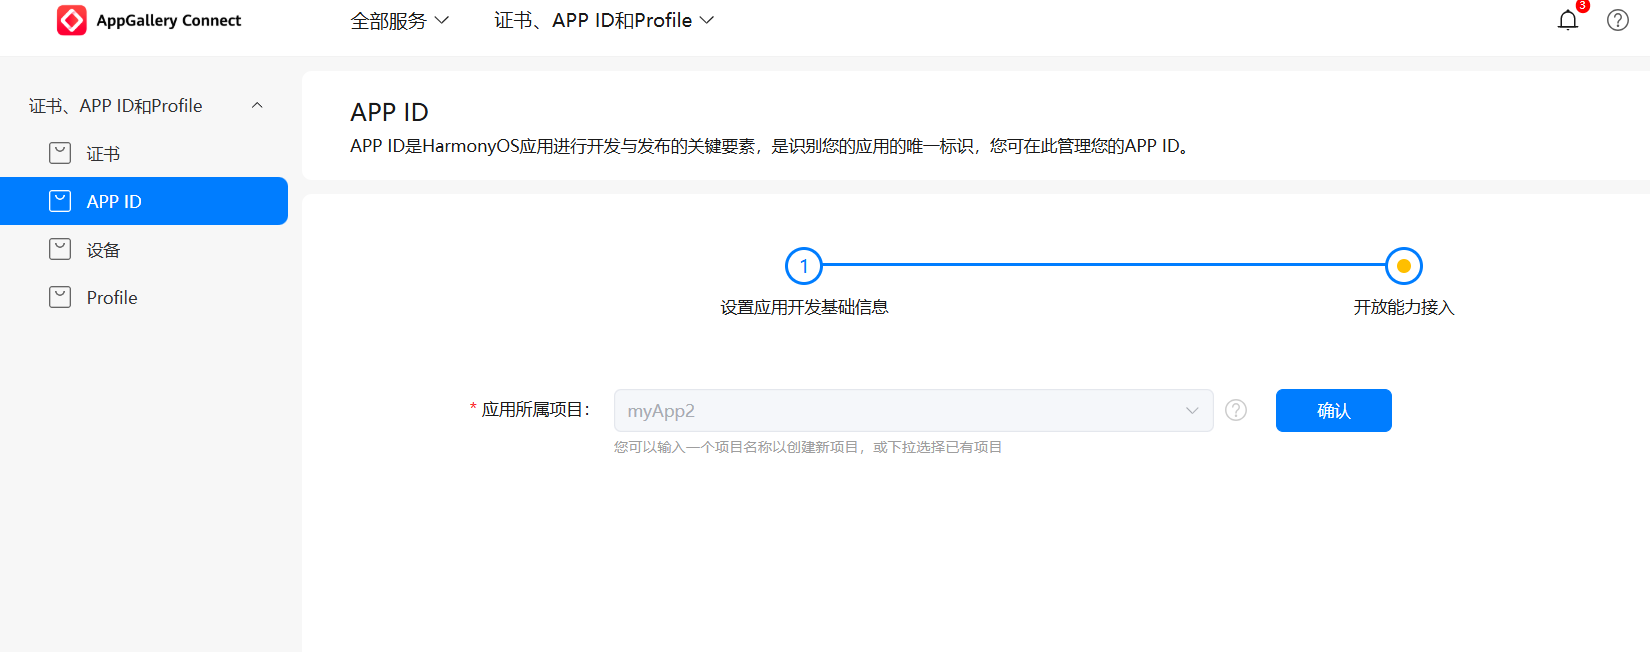 AppGallery Connect
全部服务
证书、APP ID和Profile
3
证书、APP ID和Profile
证书
APP ID
设备
Profile
APP ID
APP ID是HarmonyOS应用进行开发与发布的关键要素，是识别您的应用的唯一标识，您可在此管理您的APP ID。
1
设置应用开发基础信息
开放能力接入
* 应用所属项目：
myApp2
确认
您可以输入一个项目名称以创建新项目，或下拉选择已有项目